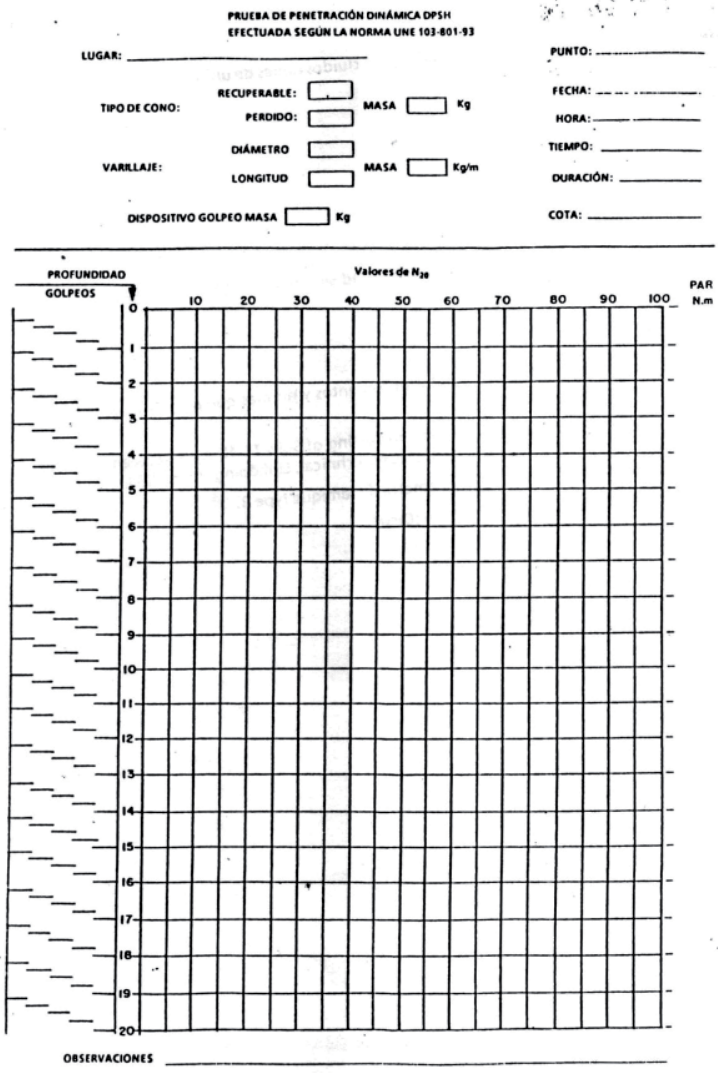 PRUEBA DE PENETRACIÓN DINÁMICA DPSH
EFECTUADA SEGÚN LA NORMA UNE 103-801-93
LUGAR:
PUNTO:
TIPO DE CONO:
RECUPERABLE:
PERDIDO:
MASA Kg
FECHA:
HORA:
VARILLAJE:
DIÁMETRO
LONGITUD
MASA Kg/m
TIEMPO:
DURACIÓN:
DISPOSITIVO GOLPEO MASA Kg
COTA:
PROFUNDIDAD
GOLPEOS
Valores de N20
PAR
N.m
10 20 30 40 50 60 70 80 90 100
0
1
2
3
4
5
6
7
8
9
10
11
12
13
14
15
16
17
18
19
20
OBSERVACIONES